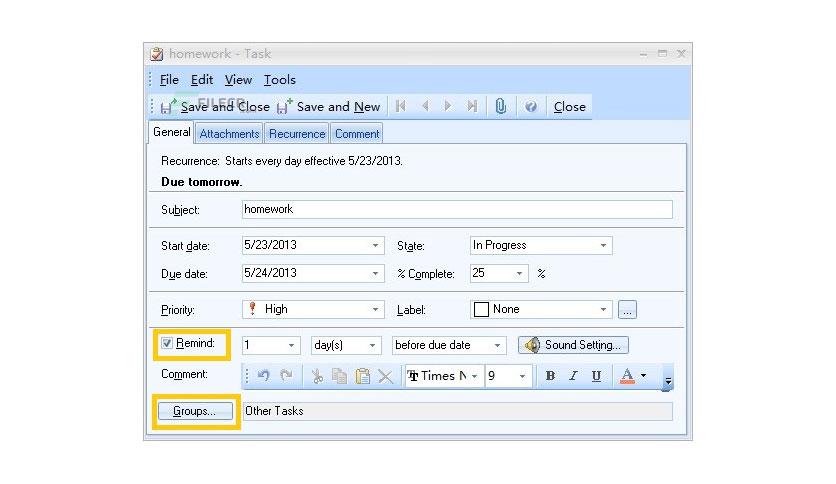 homework - Task
File Edit View Tools
Save and Close Save and New Close
General Attachments Recurrence Comment
Recurrence: Starts every day effective 5/23/2013.
Due tomorrow.
Subject: homework
Start date: 5/23/2013 State: In Progress
Due date: 5/24/2013 % Complete: 25 %
Priority: High Label: None ...
Remind: 1 day(s) before due date Sound Setting...
Comment: Times N 9 B I U A
Groups... Other Tasks